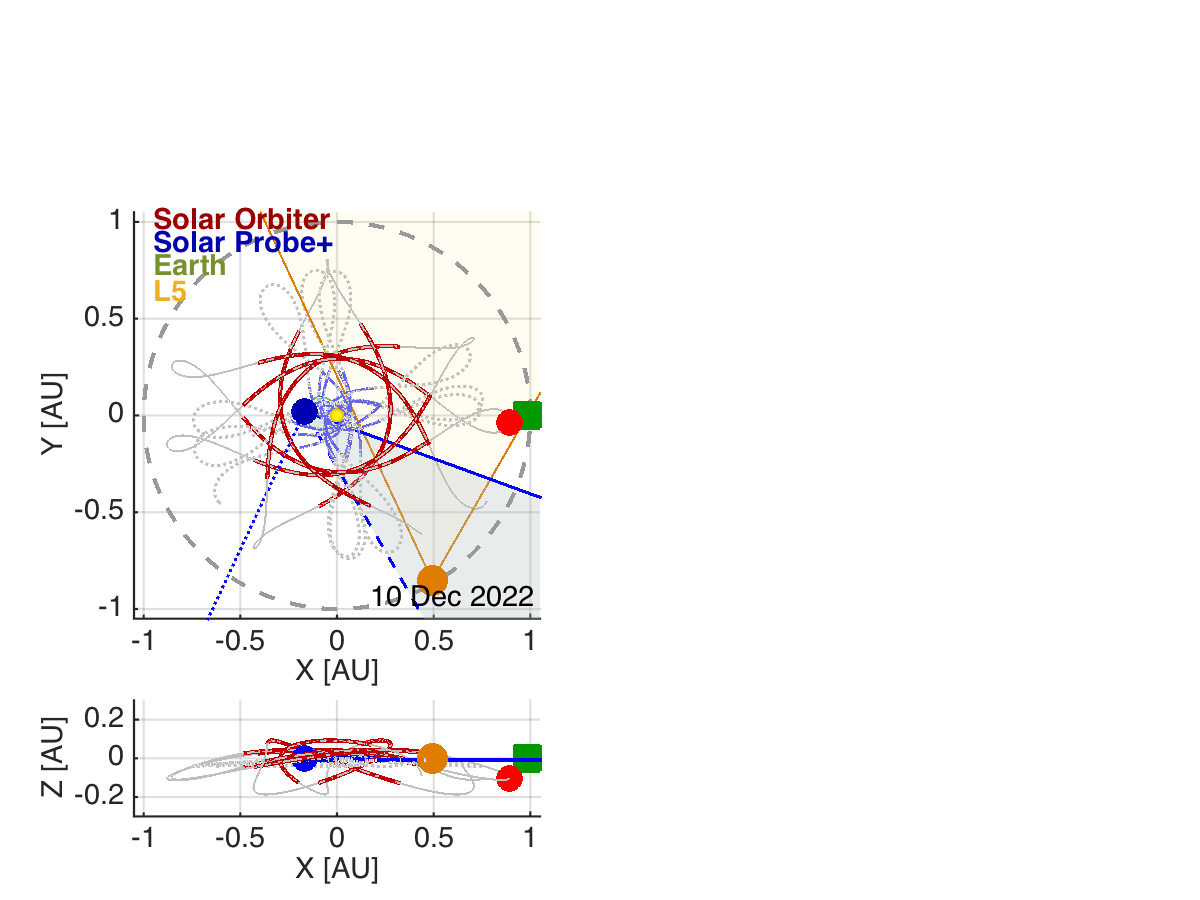 Solar Orbiter
Solar Probe+
Earth
L5
1
0.5
0
-0.5
-1
Y [AU]
10 Dec 2022
-1 -0.5 0 0.5 1
X [AU]
0.2
0
-0.2
Z [AU]
-1 -0.5 0 0.5 1
X [AU]